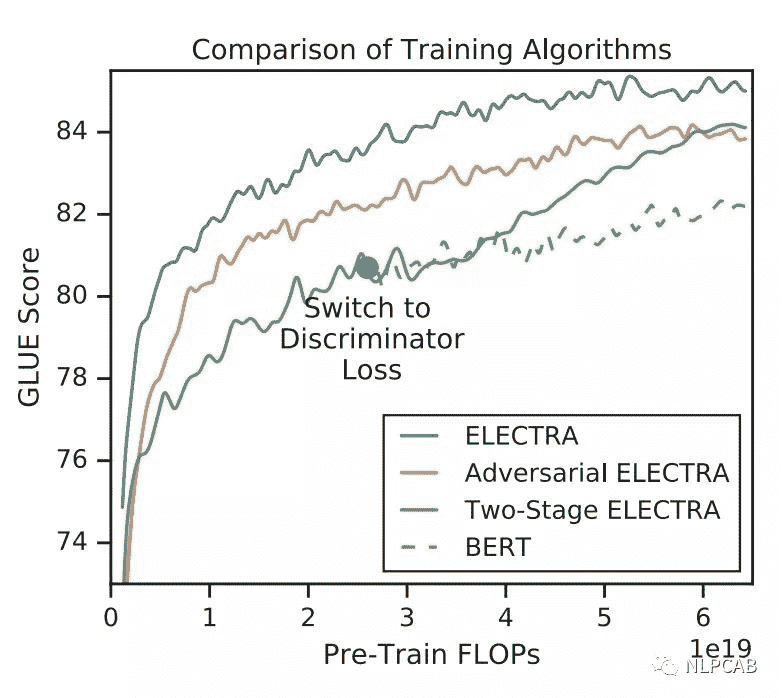 Comparison of Training Algorithms
GLUE Score
84
82
80
78
76
74
Switch to
Discriminator
Loss
ELECTRA
Adversarial ELECTRA
Two-Stage ELECTRA
BERT
0 1 2 3 4 5 6
1e19
Pre-Train FLOPs
NLPCAB